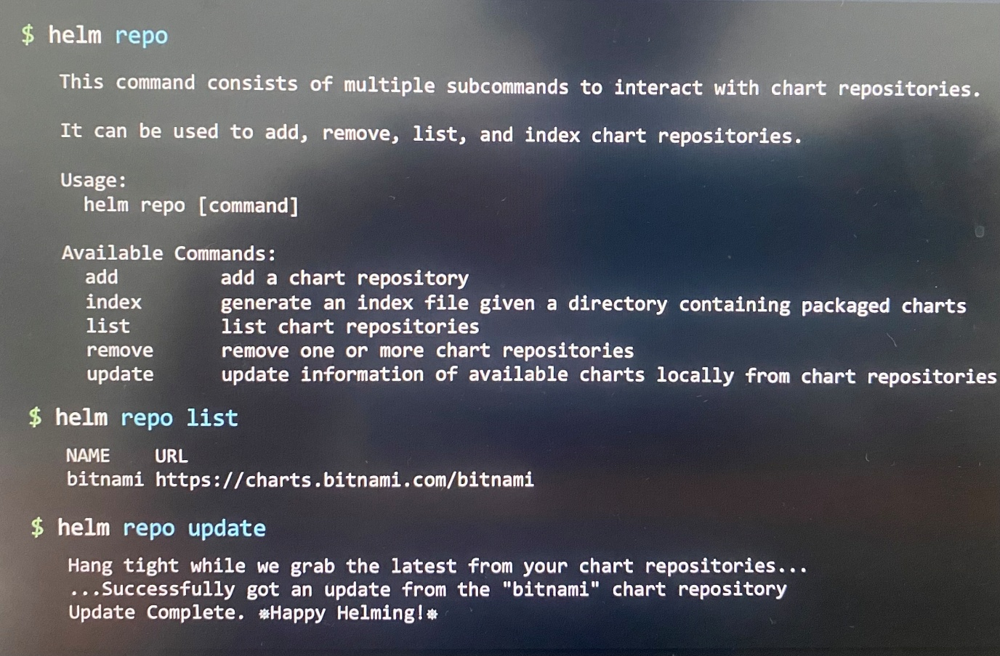 $ helm repo
This command consists of multiple subcommands to interact with chart repositories.
It can be used to add, remove, list, and index chart repositories.
Usage:
helm repo [command]
Available Commands:
add add a chart repository
index generate an index file given a directory containing packaged charts
list list chart repositories
remove remove one or more chart repositories
update update information of available charts locally from chart repositories
$ helm repo list
NAME URL
bitnami https://charts.bitnami.com/bitnami
$ helm repo update
Hang tight while we grab the latest from your chart repositories...
...Successfully got an update from the "bitnami" chart repository
Update Complete. ⎈Happy Helming!⎈